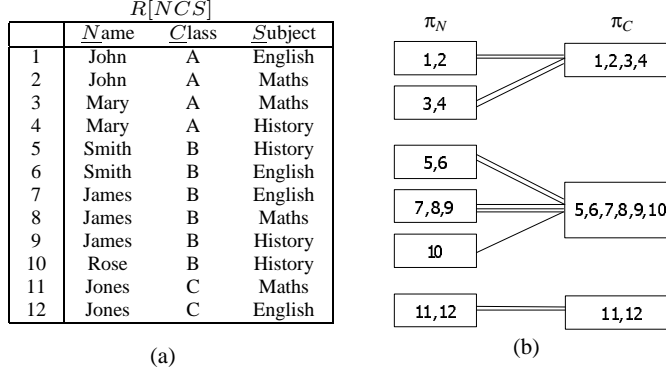 R[NCS]
Name Class Subject
1 John A English
2 John A Maths
3 Mary A Maths
4 Mary A History
5 Smith B History
6 Smith B English
7 James B English
8 James B Maths
9 James B History
10 Rose B History
11 Jones C Maths
12 Jones C English
(a)
π_N π_C
1,2 1,2,3,4
3,4
5,6
7,8,9 5,6,7,8,9,10
10
11,12 11,12
(b)